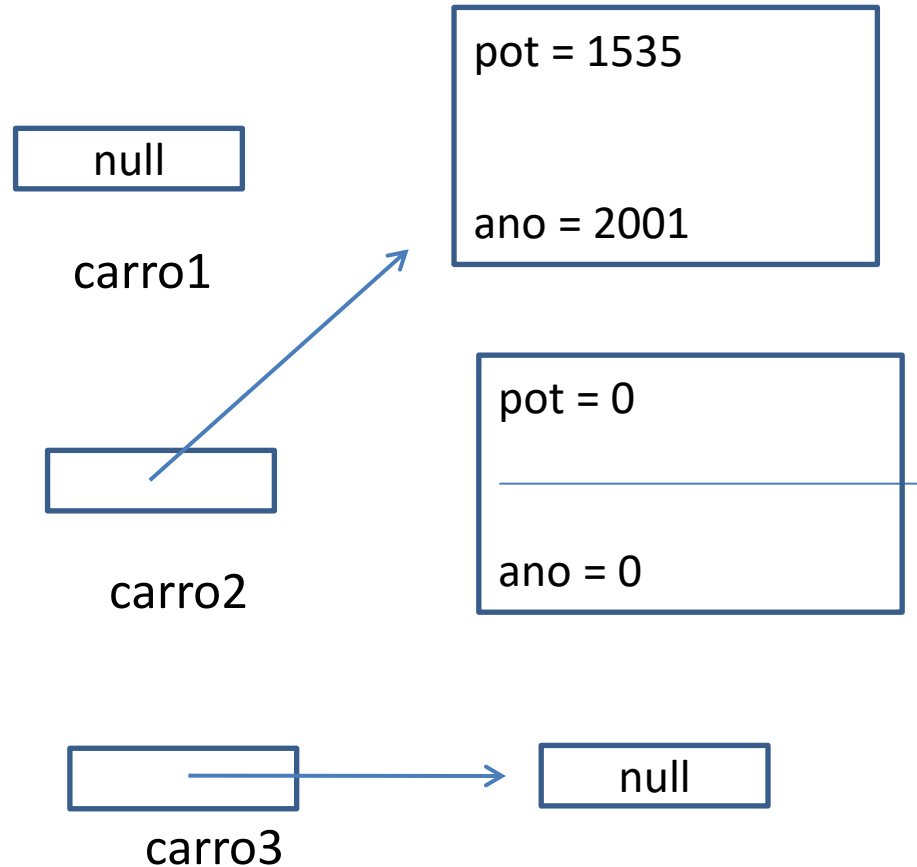 pot = 1535
null
ano = 2001
carro1
pot = 0
ano = 0
carro2
null
carro3